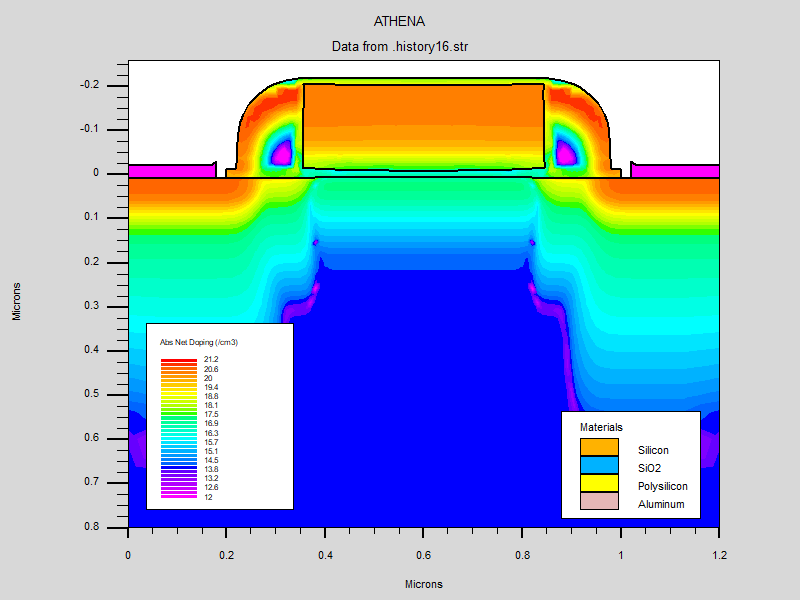 ATHENA
Data from .history16.str
-0.2
-0.1
0
0.1
0.2
0.3
0.4
0.5
0.6
0.7
0.8
Microns
Abs Net Doping (/cm3)
21.2
20.6
20
19.4
18.8
18.1
17.5
16.9
16.3
15.7
15.1
14.5
13.8
13.2
12.6
12
Materials
Silicon
SiO2
Polysilicon
Aluminum
0 0.2 0.4 0.6 0.8 1 1.2
Microns